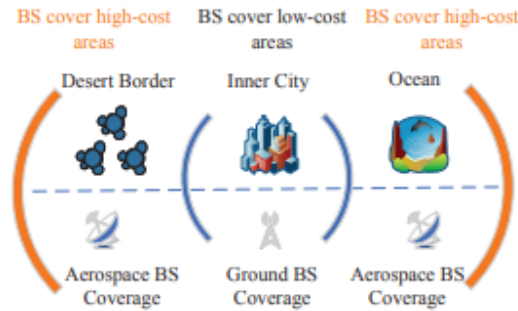 BS cover high-cost
areas
BS cover low-cost
areas
BS cover high-cost
areas
Desert Border
Inner City
Ocean
Aerospace BS
Coverage
Ground BS
Coverage
Aerospace BS
Coverage